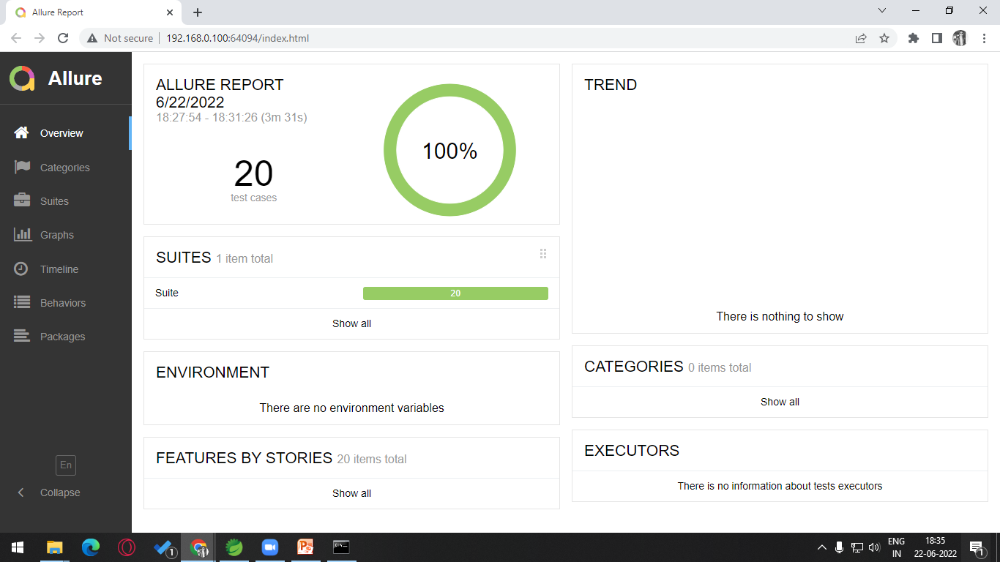 Allure Report
Not secure
192.168.0.100:64094/index.html
Allure
Overview
Categories
Suites
Graphs
Timeline
Behaviors
Packages
En
Collapse
ALLURE REPORT
6/22/2022
18:27:54 - 18:31:26 (3m 31s)
20
test cases
100%
SUITES 1 item total
Suite
20
Show all
ENVIRONMENT
There are no environment variables
FEATURES BY STORIES 20 items total
Show all
TREND
There is nothing to show
CATEGORIES 0 items total
Show all
EXECUTORS
There is no information about tests executors
1
ENG
IN
18:35
22-06-2022
1